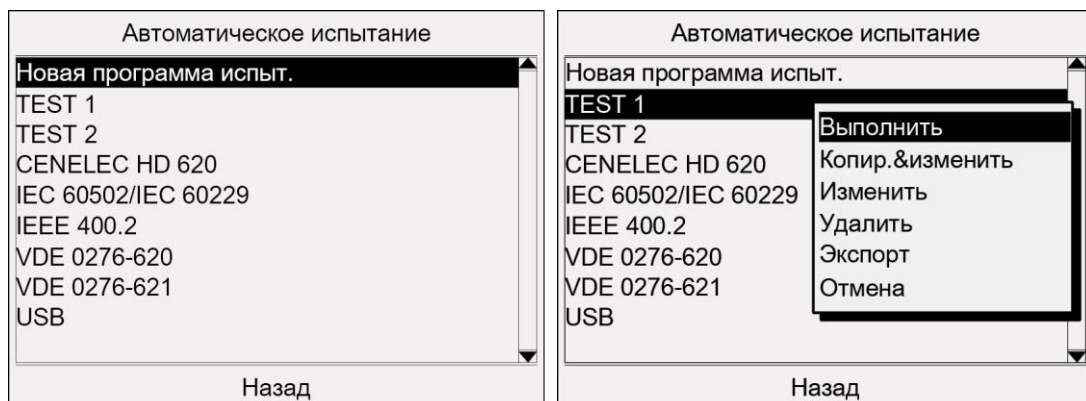 Автоматическое испытание
Новая программа испыт.
TEST 1
TEST 2
CENELEC HD 620
IEC 60502/IEC 60229
IEEE 400.2
VDE 0276-620
VDE 0276-621
USB
Назад
Автоматическое испытание
Новая программа испыт.
TEST 1
TEST 2
CENELEC HD 620
IEC 60502/IEC 60229
IEEE 400.2
VDE 0276-620
VDE 0276-621
USB
Выполнить
Копир.&изменить
Изменить
Удалить
Экспорт
Отмена
Назад